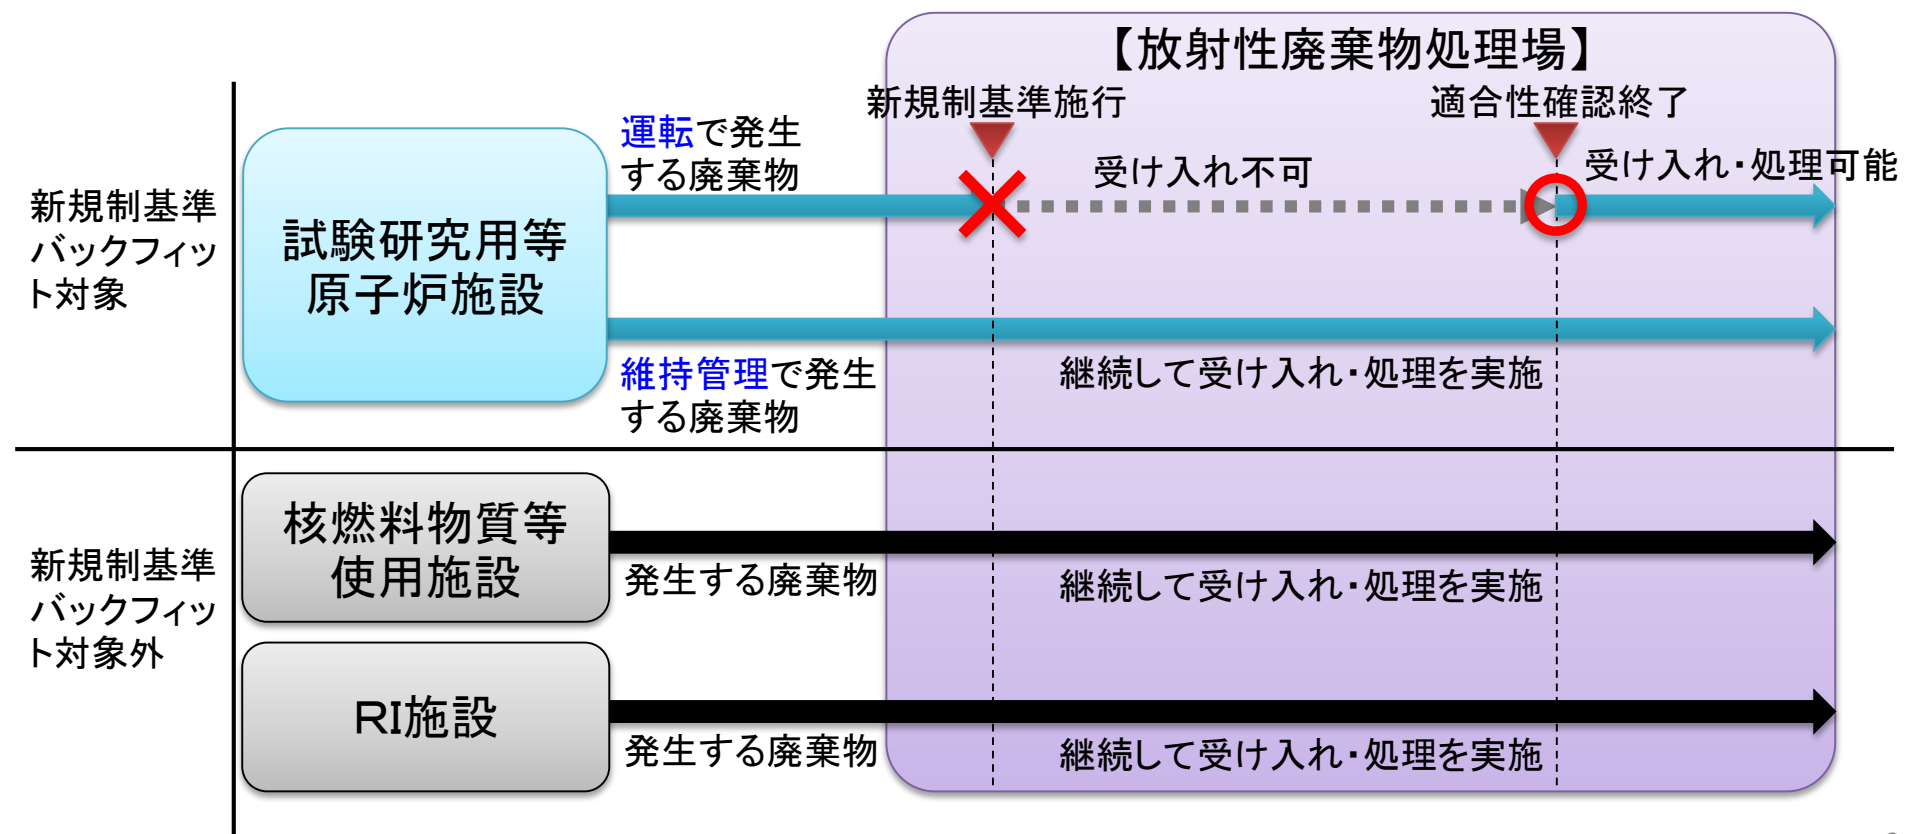 【放射性廃棄物処理場】
新規制基準施行
適合性確認終了
新規制基準
バックフィッ
ト対象
試験研究用等
原子炉施設
運転で発生
する廃棄物
受け入れ不可
受け入れ・処理可能
維持管理で発生
する廃棄物
継続して受け入れ・処理を実施
新規制基準
バックフィッ
ト対象外
核燃料物質等
使用施設
発生する廃棄物
継続して受け入れ・処理を実施
RI施設
発生する廃棄物
継続して受け入れ・処理を実施